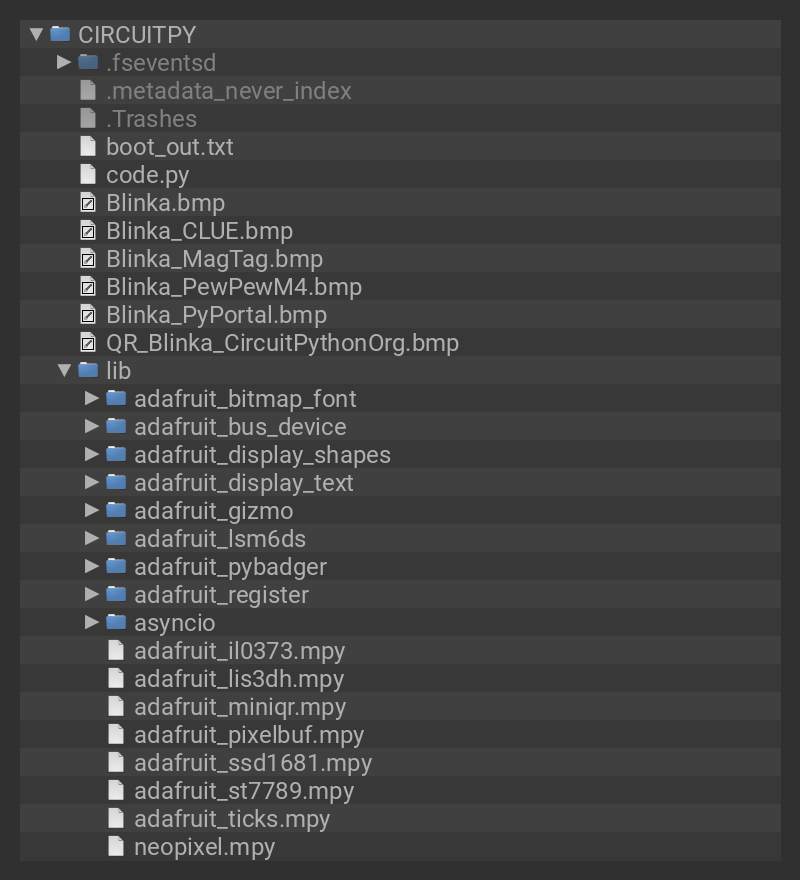 CIRCUITPY
.fseventsd
.metadata_never_index
.Trashes
boot_out.txt
code.py
Blinka.bmp
Blinka_CLUE.bmp
Blinka_MagTag.bmp
Blinka_PewPewM4.bmp
Blinka_PyPortal.bmp
QR_Blinka_CircuitPythonOrg.bmp
lib
adafruit_bitmap_font
adafruit_bus_device
adafruit_display_shapes
adafruit_display_text
adafruit_gizmo
adafruit_lsm6ds
adafruit_pybadger
adafruit_register
asyncio
adafruit_il0373.mpy
adafruit_lis3dh.mpy
adafruit_miniqr.mpy
adafruit_pixelbuf.mpy
adafruit_ssd1681.mpy
adafruit_st7789.mpy
adafruit_ticks.mpy
neopixel.mpy